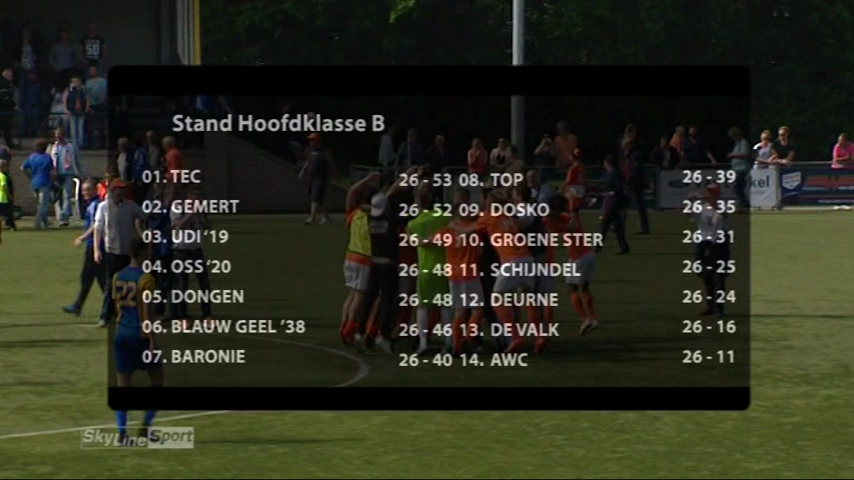 Stand Hoofdklasse B
01. TEC 26 - 53
02. GEMERT 26 - 52
03. UDI '19 26 - 49
04. OSS '20 26 - 48
05. DONGEN 26 - 48
06. BLAUW GEEL '38 26 - 46
07. BARONIE 26 - 40
08. TOP 26 - 39
09. DOSKO 26 - 35
10. GROENE STER 26 - 31
11. SCHIJNDEL 26 - 25
12. DEURNE 26 - 24
13. DE VALK 26 - 16
14. AWC 26 - 11
22
50
SkyLine Sport